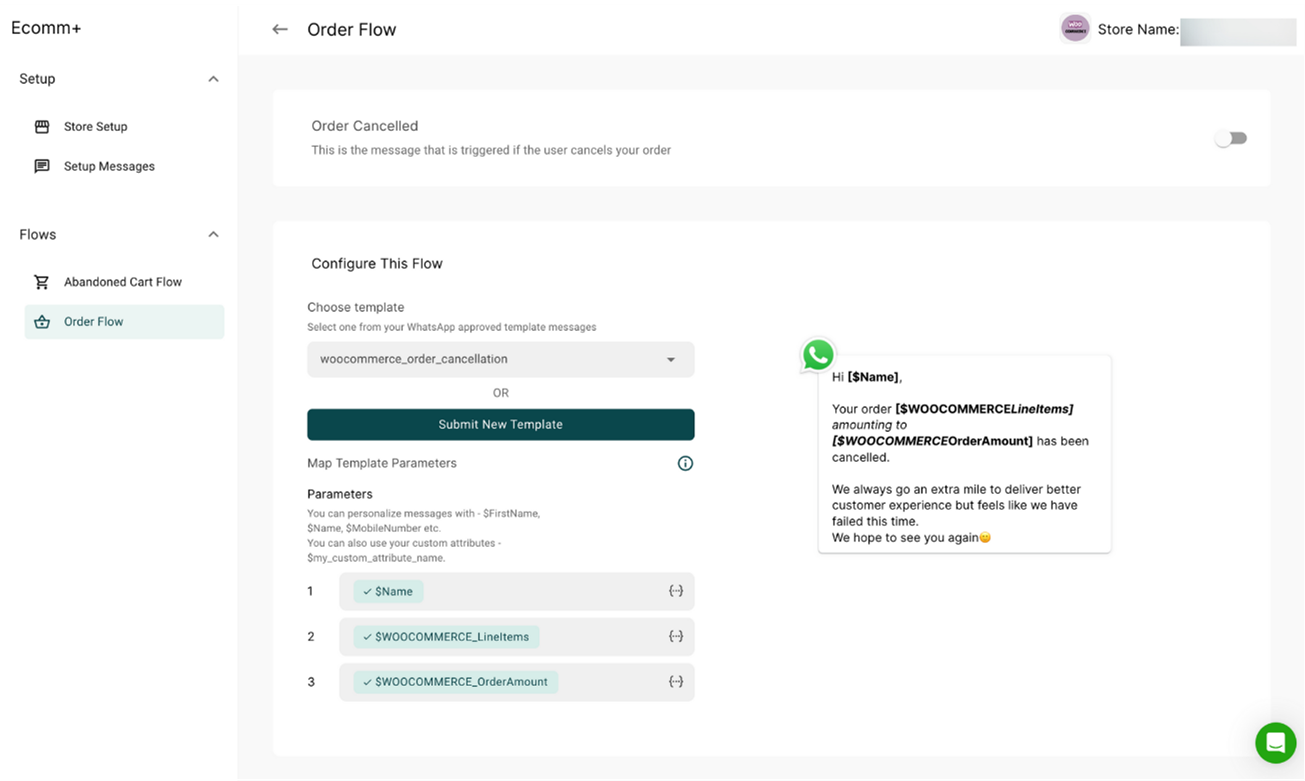 Ecomm+
Order Flow
Store Name:
Setup
Store Setup
Setup Messages
Flows
Abandoned Cart Flow
Order Flow
Order Cancelled
This is the message that is triggered if the user cancels your order
Configure This Flow
Choose template
Select one from your WhatsApp approved template messages
woocommerce_order_cancellation
OR
Submit New Template
Map Template Parameters
Parameters
You can personalize messages with - $FirstName,
$Name, $MobileNumber etc.
You can also use your custom attributes -
$my_custom_attribute_name.
1 $Name
2 $WOOCOMMERCE_LineItems
3 $WOOCOMMERCE_OrderAmount
Hi [$Name],
Your order [$WOOCOMMERCELineItems]
amounting to
[$WOOCOMMERCEOrderAmount] has been
cancelled.
We always go an extra mile to deliver better
customer experience but feels like we have
failed this time.
We hope to see you again🙂